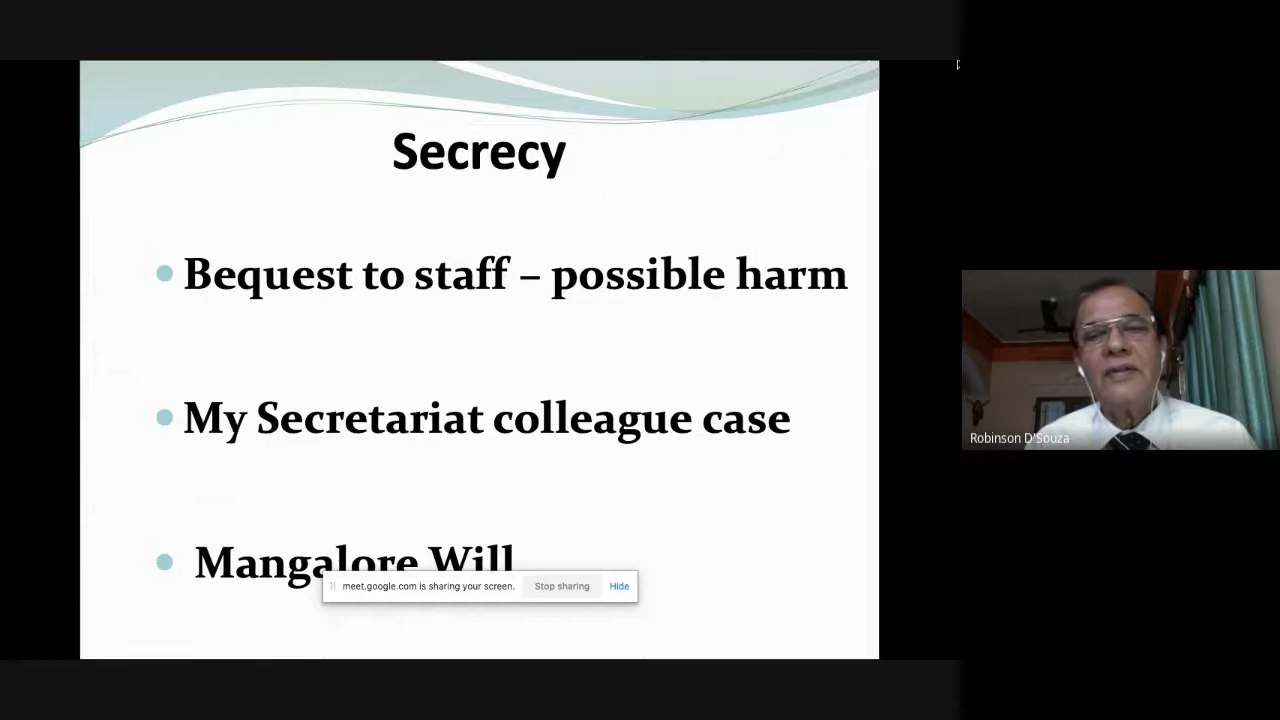 Secrecy
Bequest to staff – possible harm
My Secretariat colleague case
Mangalore Will
meet.google.com is sharing your screen. Stop sharing Hide
Robinson D'Souza